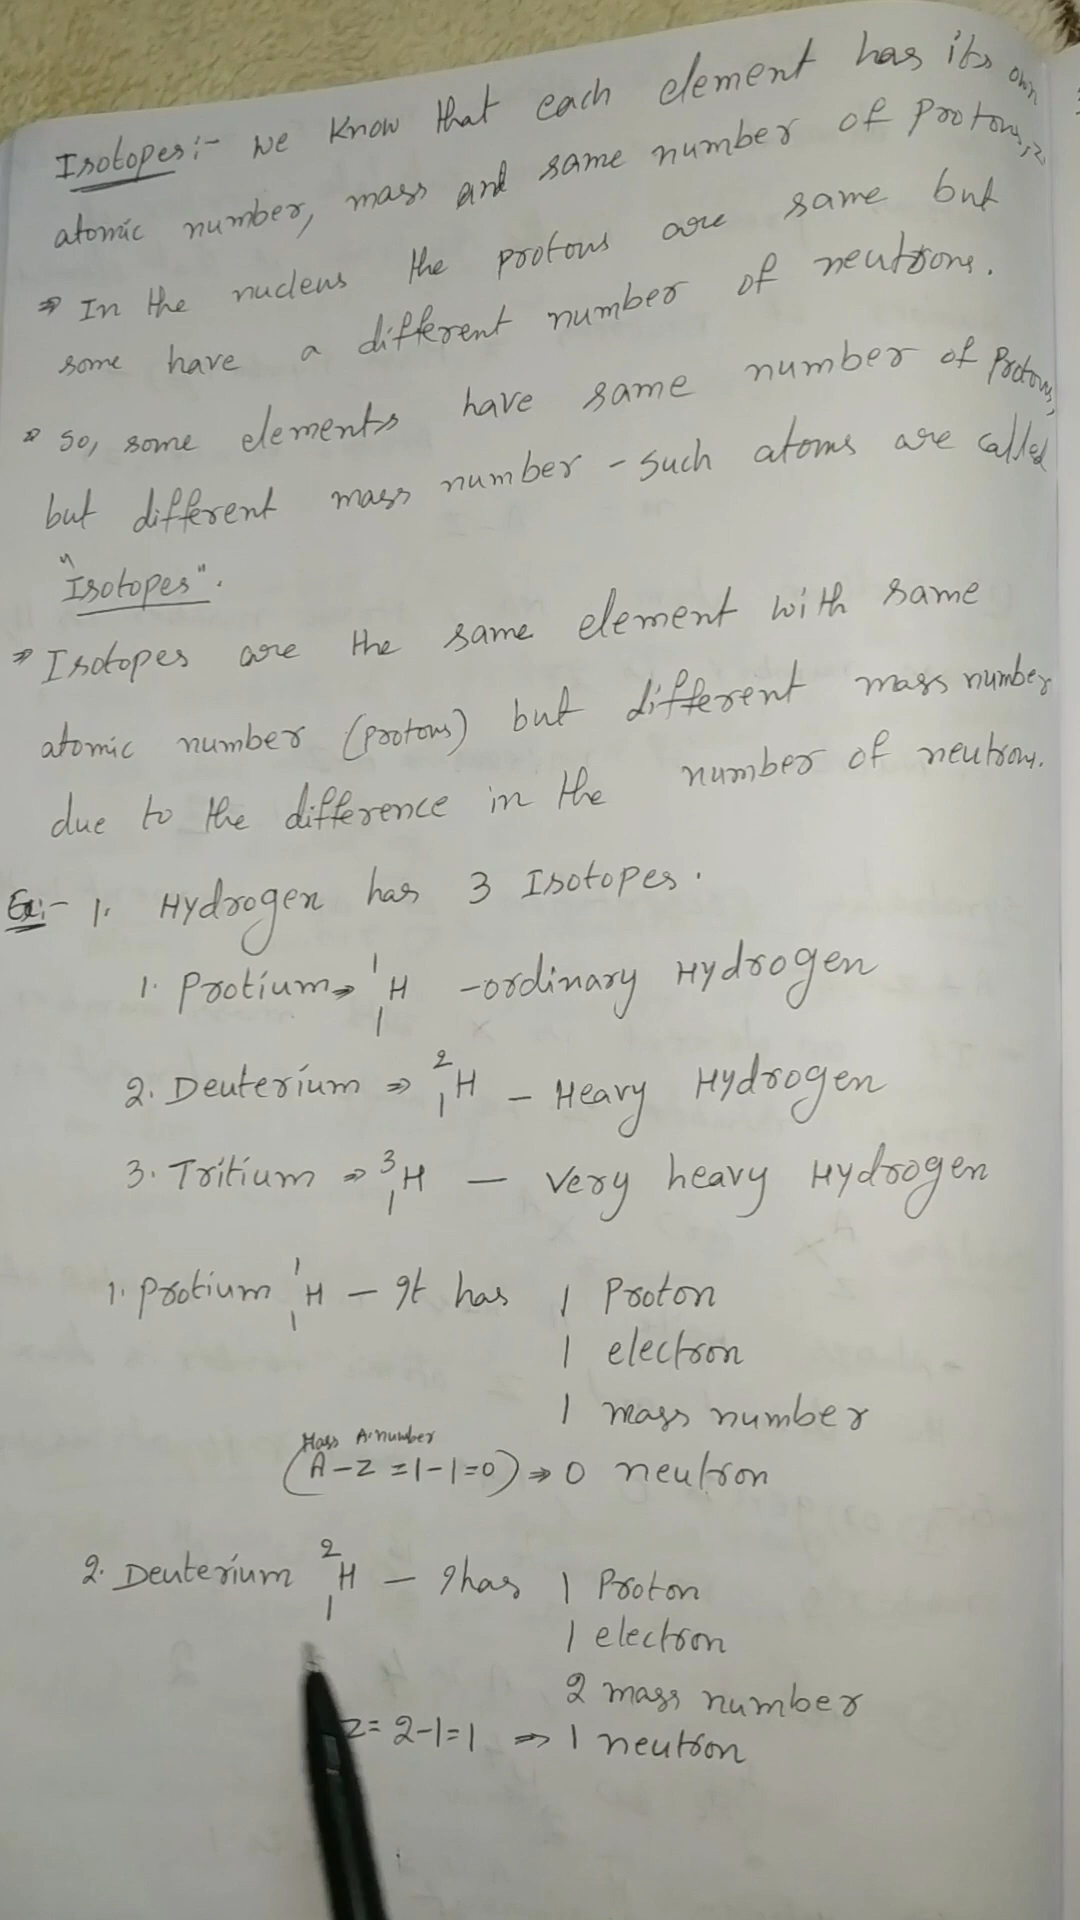 Isotopes:- we know that each element has its own
atomic number, mass and same number of protons,
⇒ In the nucleus the protons are same but
some have a different number of neutrons.
⇒ so, some elements have same number of Protons,
but different mass number - such atoms are called
"Isotopes".
⇒ Isotopes are the same element with same
atomic number (protons) but different mass number
due to the difference in the number of neutrons.
Ex:- 1. Hydrogen has 3 Isotopes.
1. Protium ⇒ ¹₁H - ordinary Hydrogen
2. Deuterium ⇒ ²₁H - Heavy Hydrogen
3. Tritium ⇒ ³₁H - Very heavy Hydrogen
1. Protium ¹₁H - It has 1 Proton
1 electron
1 mass number
Mass A.number
(A-Z = 1-1=0) ⇒ 0 neutron
2. Deuterium ²₁H - Ihas 1 Proton
1 electron
2 mass number
Z= 2-1=1 ⇒ 1 neutron